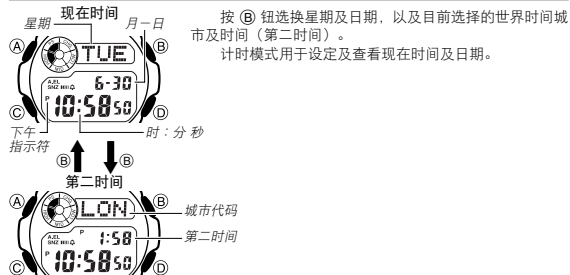 现在时间
星期
月－日
按 Ⓑ 钮选换星期及日期，以及目前选择的世界时间城
市及时间（第二时间）。
计时模式用于设定及查看现在时间及日期。
Ⓐ
TUE
Ⓑ
A.EL
SNZ
6-30
P
10:58 50
Ⓒ
Ⓓ
下午
指示符
时：分 秒
Ⓑ
Ⓑ
第二时间
Ⓐ
LON
Ⓑ
城市代码
A.EL
SNZ
P
1:58
第二时间
P
10:58 50
Ⓒ
Ⓓ